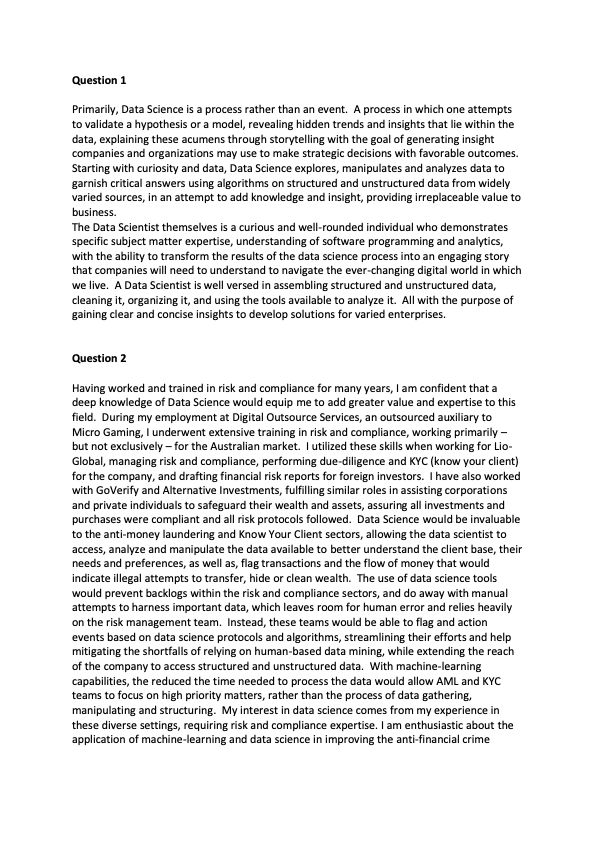 Question 1
Primarily, Data Science is a process rather than an event.  A process in which one attempts
to validate a hypothesis or a model, revealing hidden trends and insights that lie within the
data, explaining these acumens through storytelling with the goal of generating insight
companies and organizations may use to make strategic decisions with favorable outcomes.
Starting with curiosity and data, Data Science explores, manipulates and analyzes data to
garnish critical answers using algorithms on structured and unstructured data from widely
varied sources, in an attempt to add knowledge and insight, providing irreplaceable value to
business.
The Data Scientist themselves is a curious and well-rounded individual who demonstrates
specific subject matter expertise, understanding of software programming and analytics,
with the ability to transform the results of the data science process into an engaging story
that companies will need to understand to navigate the ever-changing digital world in which
we live.  A Data Scientist is well versed in assembling structured and unstructured data,
cleaning it, organizing it, and using the tools available to analyze it.  All with the purpose of
gaining clear and concise insights to develop solutions for varied enterprises.
Question 2
Having worked and trained in risk and compliance for many years, I am confident that a
deep knowledge of Data Science would equip me to add greater value and expertise to this
field.  During my employment at Digital Outsource Services, an outsourced auxiliary to
Micro Gaming, I underwent extensive training in risk and compliance, working primarily –
but not exclusively – for the Australian market.  I utilized these skills when working for Lio-
Global, managing risk and compliance, performing due-diligence and KYC (know your client)
for the company, and drafting financial risk reports for foreign investors.  I have also worked
with GoVerify and Alternative Investments, fulfilling similar roles in assisting corporations
and private individuals to safeguard their wealth and assets, assuring all investments and
purchases were compliant and all risk protocols followed.  Data Science would be invaluable
to the anti-money laundering and Know Your Client sectors, allowing the data scientist to
access, analyze and manipulate the data available to better understand the client base, their
needs and preferences, as well as, flag transactions and the flow of money that would
indicate illegal attempts to transfer, hide or clean wealth.  The use of data science tools
would prevent backlogs within the risk and compliance sectors, and do away with manual
attempts to harness important data, which leaves room for human error and relies heavily
on the risk management team.  Instead, these teams would be able to flag and action
events based on data science protocols and algorithms, streamlining their efforts and help
mitigating the shortfalls of relying on human-based data mining, while extending the reach
of the company to access structured and unstructured data.  With machine-learning
capabilities, the reduced the time needed to process the data would allow AML and KYC
teams to focus on high priority matters, rather than the process of data gathering,
manipulating and structuring.  My interest in data science comes from my experience in
these diverse settings, requiring risk and compliance expertise. I am enthusiastic about the
application of machine-learning and data science in improving the anti-financial crime